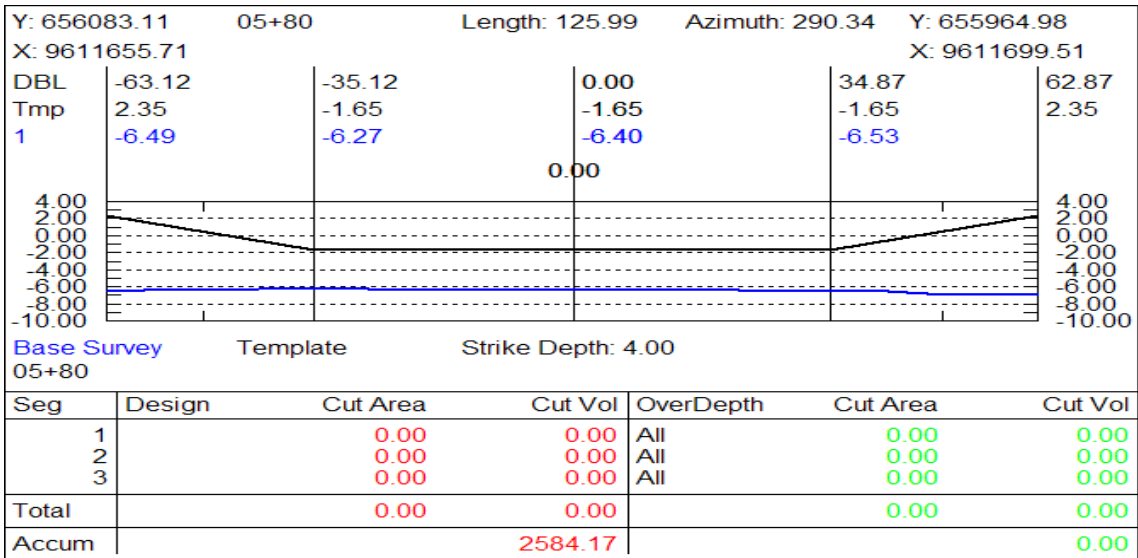 Y: 656083.11 05+80 Length: 125.99 Azimuth: 290.34 Y: 655964.98
X: 9611655.71 X: 9611699.51
DBL -63.12 -35.12 0.00 34.87 62.87
Tmp 2.35 -1.65 -1.65 -1.65 2.35
1 -6.49 -6.27 -6.40 -6.53
0.00
4.00 4.00
2.00 2.00
0.00 0.00
-2.00 -2.00
-4.00 -4.00
-6.00 -6.00
-8.00 -8.00
-10.00 -10.00
Base Survey Template Strike Depth: 4.00
05+80
Seg Design Cut Area Cut Vol OverDepth Cut Area Cut Vol
1 0.00 0.00 All 0.00 0.00
2 0.00 0.00 All 0.00 0.00
3 0.00 0.00 All 0.00 0.00
Total 0.00 0.00 0.00 0.00
Accum 2584.17 0.00